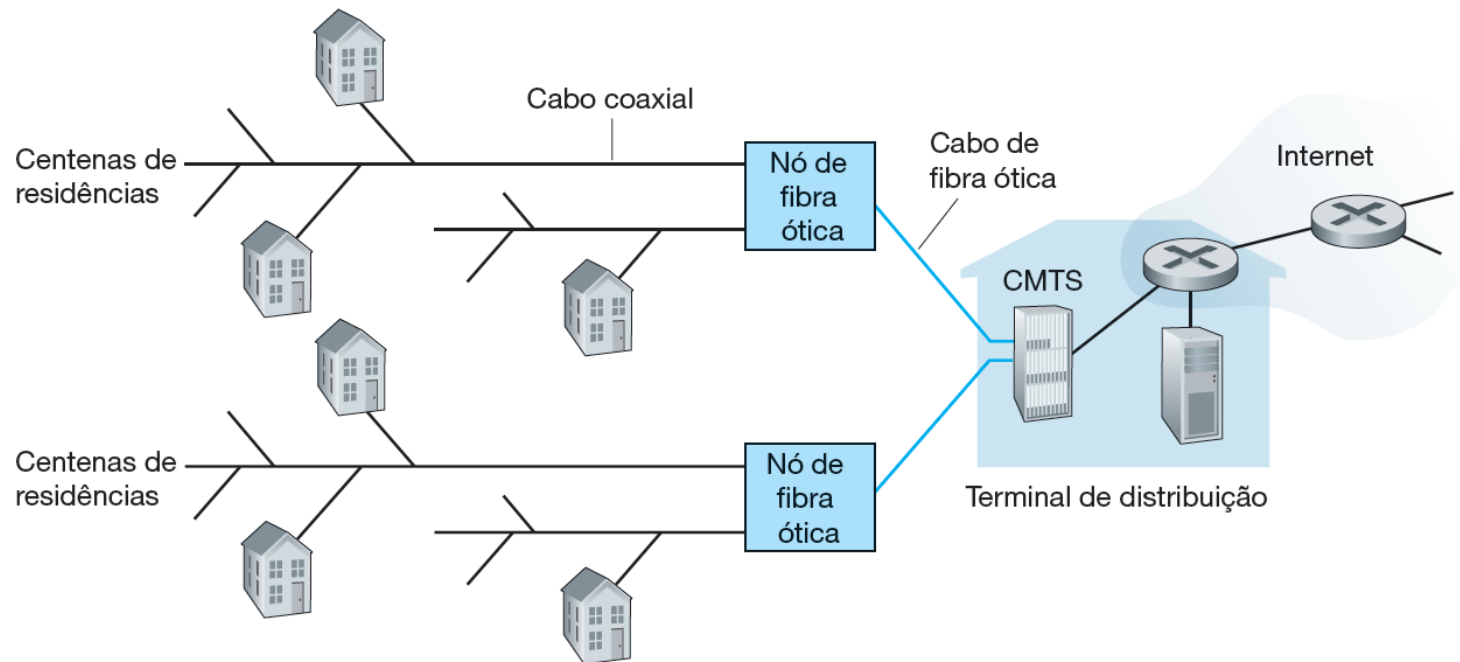 Cabo coaxial
Centenas de
residências
Nó de
fibra
ótica
Cabo de
fibra ótica
Internet
CMTS
Centenas de
residências
Nó de
fibra
ótica
Terminal de distribuição